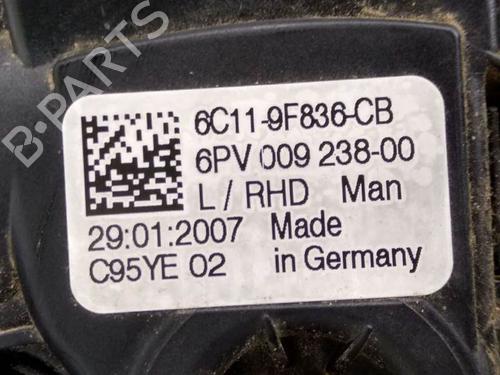 B-PARTS
6C11-9F836-CB
6PV 009 238-00
L / RHD Man
29:01:2007 Made
C95YE 02 in Germany